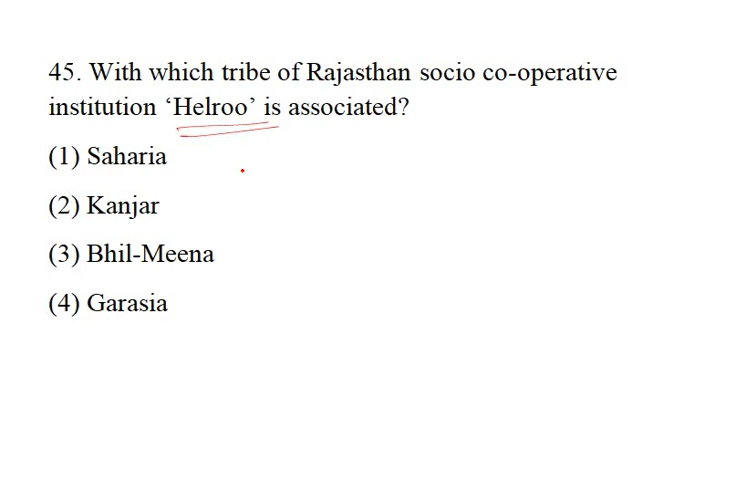 45. With which tribe of Rajasthan socio co-operative
institution ‘Helroo’ is associated?
(1) Saharia
(2) Kanjar
(3) Bhil-Meena
(4) Garasia